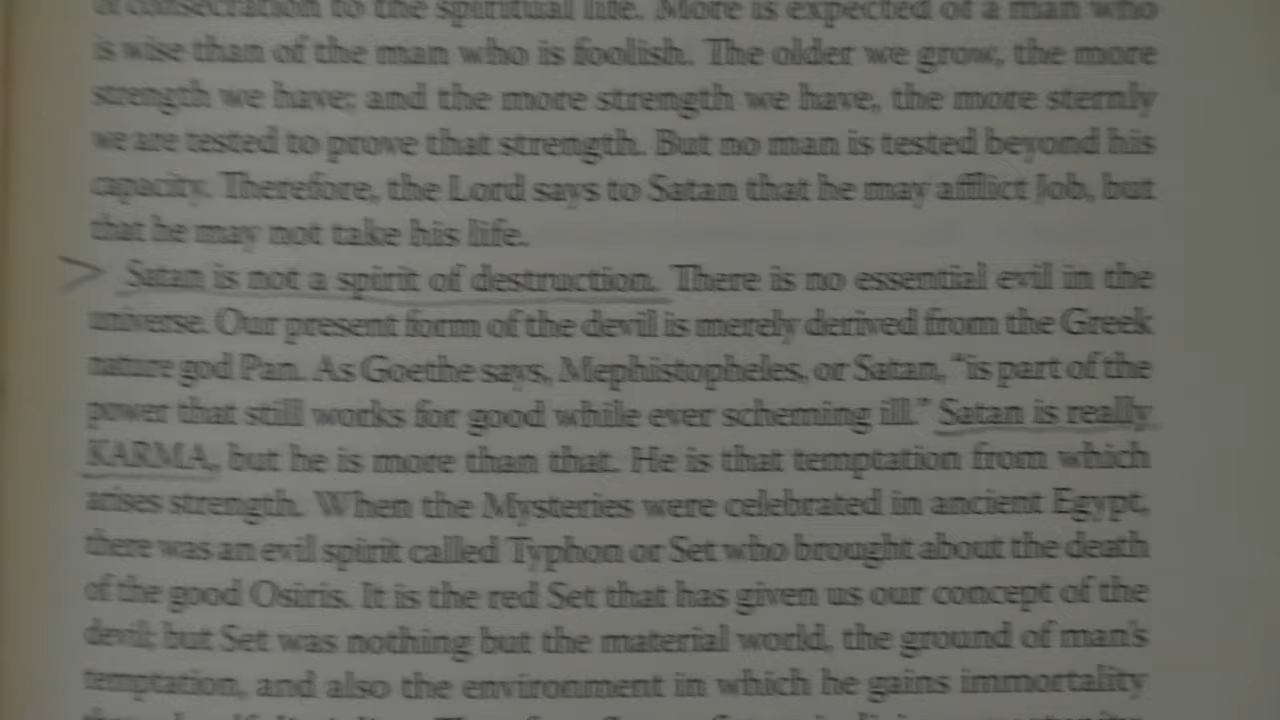 of consecration to the spiritual life. More is expected of a man who
is wise than of the man who is foolish. The older we grow, the more
strength we have; and the more strength we have, the more sternly
we are tested to prove that strength. But no man is tested beyond his
capacity. Therefore, the Lord says to Satan that he may afflict Job, but
that he may not take his life.
Satan is not a spirit of destruction. There is no essential evil in the
universe. Our present form of the devil is merely derived from the Greek
nature god Pan. As Goethe says, Mephistopheles, or Satan, “is part of the
power that still works for good while ever scheming ill.” Satan is really
KARMA, but he is more than that. He is that temptation from which
arises strength. When the Mysteries were celebrated in ancient Egypt,
there was an evil spirit called Typhon or Set who brought about the death
of the good Osiris. It is the red Set that has given us our concept of the
devil; but Set was nothing but the material world, the ground of man's
temptation, and also the environment in which he gains immortality